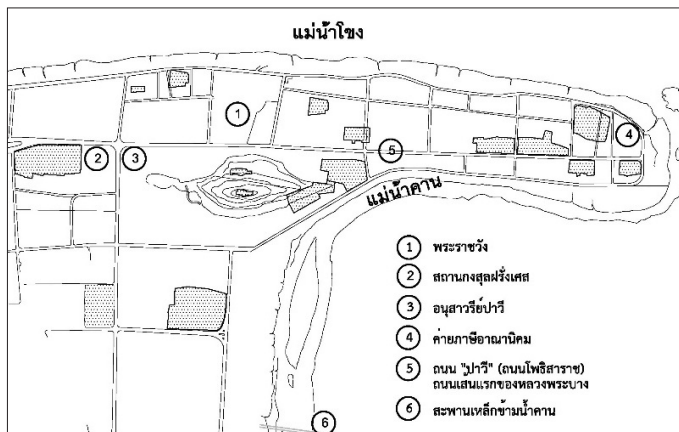 แม่น้ำโขง
1
2
3
5
4
แม่น้ำคาน
1 พระราชวัง
2 สถานกงสุลฝรั่งเศส
3 อนุสาวรีย์ปาวี
4 ค่ายภาษีอาณานิคม
5 ถนน "ปาวี" (ถนนโพธิสาราช)
ถนนเส้นแรกของหลวงพระบาง
6 สะพานเหล็กข้ามน้ำคาน
6